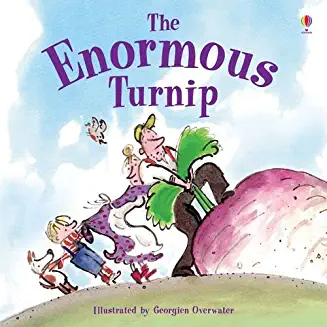 The
Enormous
Turnip
Illustrated by Georgien Overwater